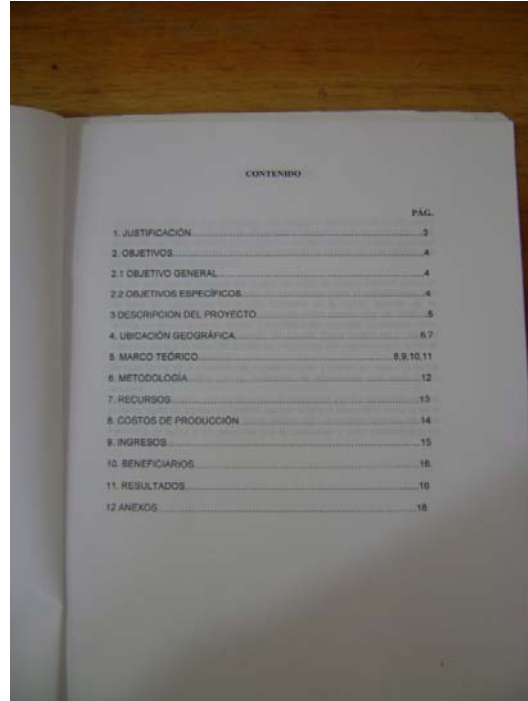 CONTENIDO
PÁG.
1. JUSTIFICACIÓN.......3
2. OBJETIVOS.......4
2.1 OBJETIVO GENERAL.......4
2.2 OBJETIVOS ESPECÍFICOS.......4
3 DESCRIPCION DEL PROYECTO.......5
4. UBICACIÓN GEOGRÁFICA.......6,7
5. MARCO TEÓRICO.......8,9,10,11
6. METODOLOGÍA.......12
7. RECURSOS.......13
8. COSTOS DE PRODUCCIÓN.......14
9. INGRESOS.......15
10. BENEFICIARIOS.......16
11. RESULTADOS.......16
12 ANEXOS.......18